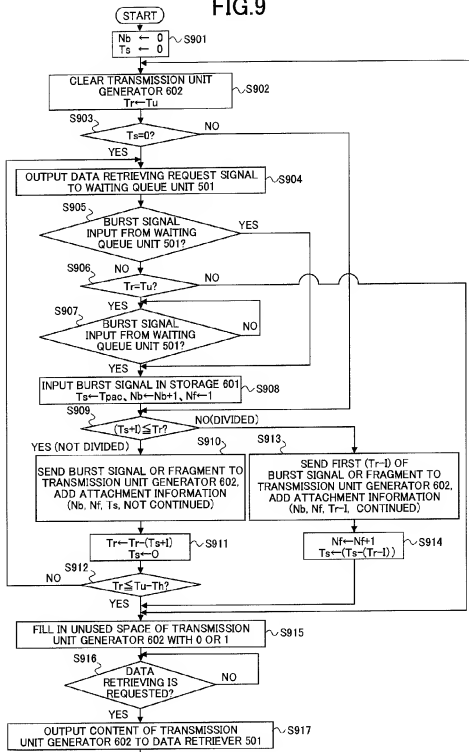 FIG.9
START
Nb ← 0
Ts ← 0
S901
CLEAR TRANSMISSION UNIT
GENERATOR 602
Tr←Tu
S902
S903
Ts=0?
NO
YES
OUTPUT DATA RETRIEVING REQUEST SIGNAL
TO WAITING QUEUE UNIT 501
S904
S905
BURST SIGNAL
INPUT FROM WAITING
QUEUE UNIT 501?
YES
NO
S906
Tr=Tu?
NO
YES
S907
BURST SIGNAL
INPUT FROM WAITING
QUEUE UNIT 501?
NO
YES
INPUT BURST SIGNAL IN STORAGE 601
Ts←Tpac、Nb←Nb+1、Nf←1
S908
S909
(Ts+I)≦Tr?
NO(DIVIDED)
YES (NOT DIVIDED)
S910
SEND BURST SIGNAL OR FRAGMENT TO
TRANSMISSION UNIT GENERATOR 602,
ADD ATTACHMENT INFORMATION
(Nb, Nf, Ts, NOT CONTINUED)
S913
SEND FIRST (Tr-I) OF
BURST SIGNAL OR FRAGMENT TO
TRANSMISSION UNIT GENERATOR 602,
ADD ATTACHMENT INFORMATION
(Nb, Nf, Tr-I, CONTINUED)
Tr←Tr-(Ts+I)
Ts←0
S911
Nf←Nf+1
Ts←(Ts-(Tr-I))
S914
S912
Tr≦Tu-Th?
NO
YES
FILL IN UNUSED SPACE OF TRANSMISSION
UNIT GENERATOR 602 WITH 0 OR 1
S915
S916
DATA
RETRIEVING IS
REQUESTED?
NO
YES
OUTPUT CONTENT OF TRANSMISSION
UNIT GENERATOR 602 TO DATA RETRIEVER 501
S917